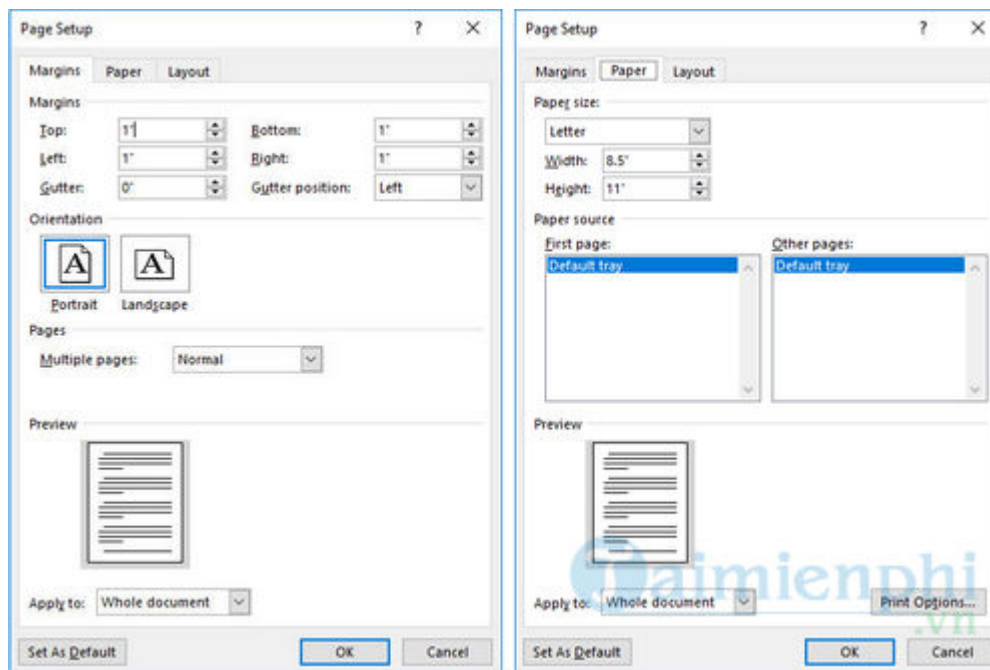 Page Setup ? ×
Margins Paper Layout
Margins
Top: 1" Bottom: 1"
Left: 1" Right: 1"
Gutter: 0" Gutter position: Left
Orientation
A A
Portrait Landscape
Pages
Multiple pages: Normal
Preview
Apply to: Whole document
Set As Default OK Cancel
Page Setup ? ×
Margins Paper Layout
Paper size:
Letter
Width: 8.5"
Height: 11"
Paper source
First page: Other pages:
Default tray Default tray
Preview
Apply to: Whole document Print Options...
Set As Default OK Cancel
Taimienphi
.vn